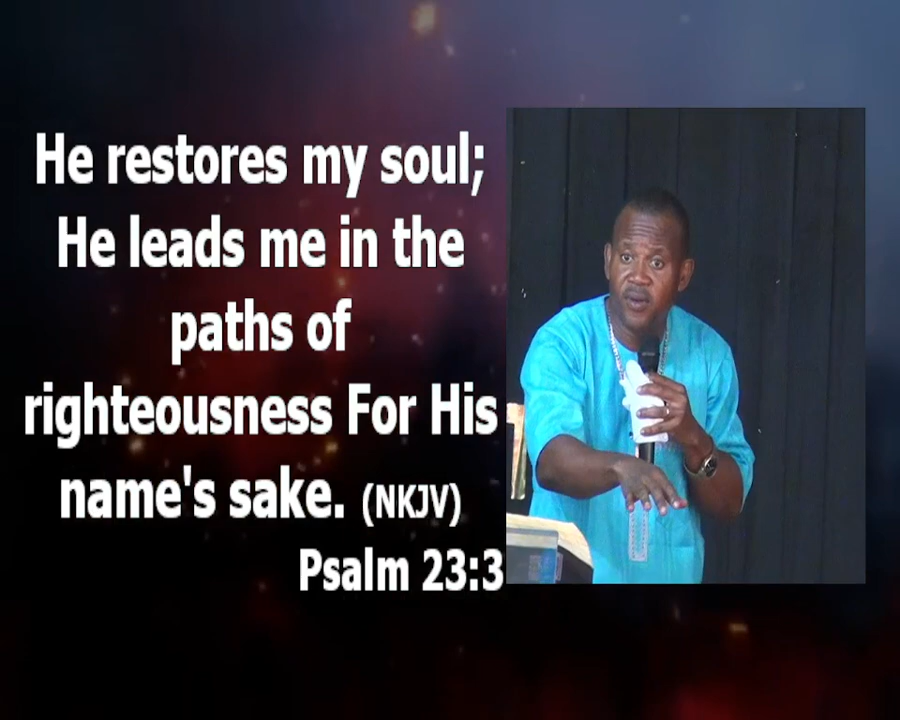 He restores my soul;
He leads me in the
paths of
righteousness For His
name's sake. (NKJV)
Psalm 23:3